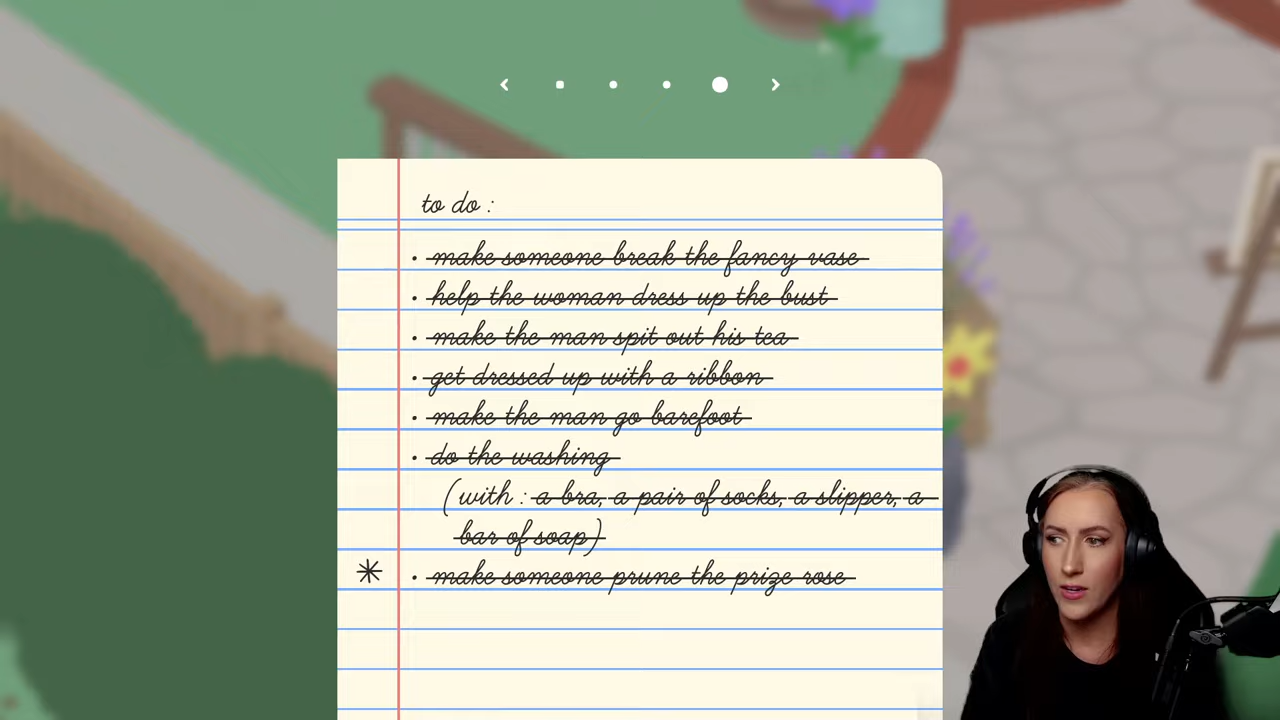 to do :
• make someone break the fancy vase
• help the woman dress up the bust
• make the man spit out his tea
• get dressed up with a ribbon
• make the man go barefoot
• do the washing
(with : a bra, a pair of socks, a slipper, a
bar of soap)
• make someone prune the prize rose